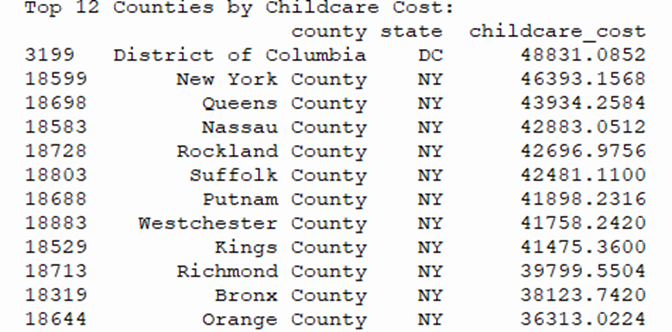 Top 12 Counties by Childcare Cost:
county state childcare_cost
3199 District of Columbia DC 48831.0852
18599 New York County NY 46393.1568
18698 Queens County NY 43934.2584
18583 Nassau County NY 42883.0512
18728 Rockland County NY 42696.9756
18803 Suffolk County NY 42481.1100
18688 Putnam County NY 41898.2316
18883 Westchester County NY 41758.2420
18529 Kings County NY 41475.3600
18713 Richmond County NY 39799.5504
18319 Bronx County NY 38123.7420
18644 Orange County NY 36313.0224